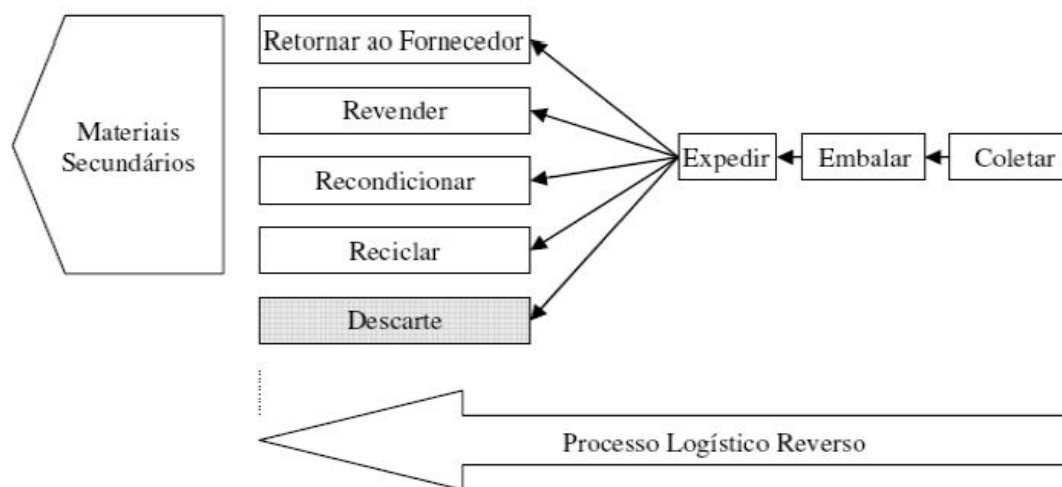 Retornar ao Fornecedor
Revender
Materiais
Secundários
Expedir
Embalar
Coletar
Recondicionar
Reciclar
Descarte
Processo Logístico Reverso